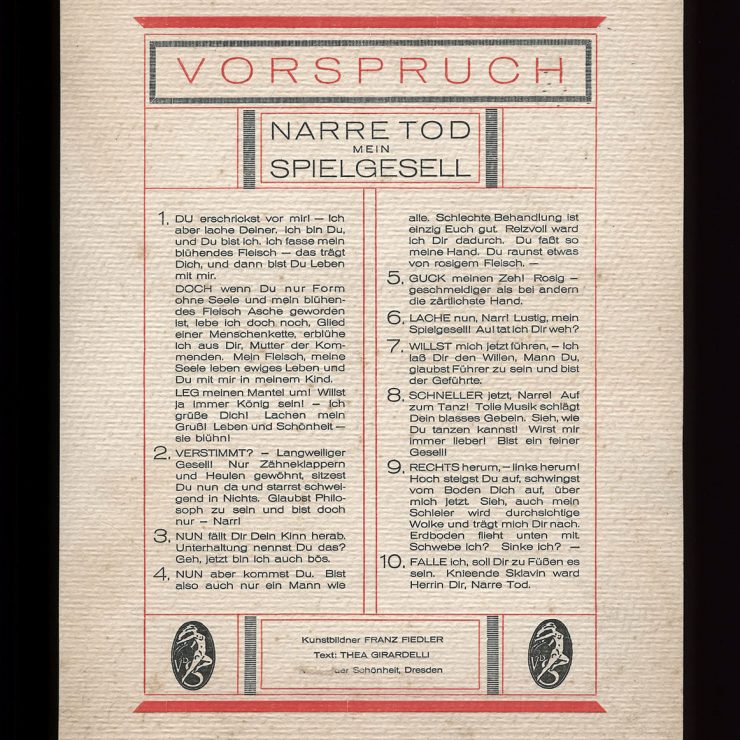 VORSPRUCH
NARRE TOD
MEIN
SPIELGESELL
1. DU erschrickst vor mir! – Ich
aber lache Deiner. Ich bin Du,
und Du bist ich. Ich fasse mein
blühendes Fleisch – das trägt
Dich, und dann bist Du Leben
mit mir.
DOCH wenn Du nur Form
ohne Seele und mein blühen-
des Fleisch Asche geworden
ist, lebe ich doch noch, Glied
einer Menschenkette, erblühe
ich aus Dir, Mutter der Kom-
menden. Mein Fleisch, meine
Seele leben ewiges Leben und
Du mit mir in meinem Kind.
LEG meinen Mantel um! Willst
ja immer König sein! – Ich
grüße Dich! Lachen mein
Gruß! Leben und Schönheit –
sie blühn!
2. VERSTIMMT? – Langweiliger
Gesell! Nur Zähneklappern
und Heulen gewöhnt, sitzest
Du nun da und starrst schwei-
gend in Nichts. Glaubst Philo-
soph zu sein und bist doch
nur – Narr!
3. NUN fällt Dir Dein Kinn herab.
Unterhaltung nennst Du das?
Geh, jetzt bin ich auch bös.
4. NUN aber kommst Du. Bist
also auch nur ein Mann wie
alle. Schlechte Behandlung ist
einzig Euch gut. Reizvoll ward
ich Dir dadurch. Du faßt so
meine Hand. Du raunst etwas
von rosigem Fleisch. –
5. GUCK meinen Zeh! Rosig –
geschmeidiger als bei andern
die zärtlichste Hand.
6. LACHE nun, Narr! Lustig, mein
Spielgesell! Au! tat ich Dir weh?
7. WILLST mich jetzt führen, – Ich
laß Dir den Willen, Mann Du,
glaubst Führer zu sein und bist
der Geführte.
8. SCHNELLER jetzt, Narre! Auf
zum Tanz! Tolle Musik schlägt
Dein blasses Gebein. Sieh, wie
Du tanzen kannst! Wirst mir
immer lieber! Bist ein feiner
Gesell!
9. RECHTS herum, – links herum!
Hoch steigst Du auf, schwingst
vom Boden Dich auf, über
mich jetzt. Sieh, auch mein
Schleier wird durchsichtige
Wolke und trägt mich Dir nach.
Erdboden flieht unten mit.
Schwebe ich? Sinke ich? –
10. FALLE ich, soll Dir zu Füßen es
sein. Knieende Sklavin ward
Herrin Dir, Narre Tod.
Kunstbildner FRANZ FIEDLER
Text: THEA GIRARDELLI
der Schönheit, Dresden